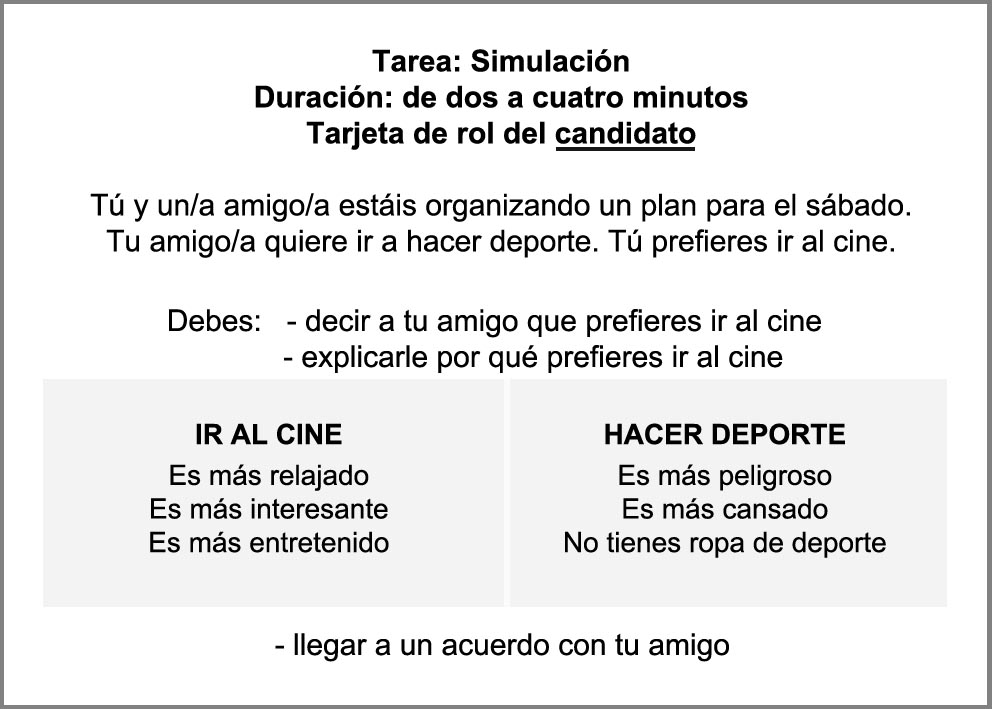 Tarea: Simulación
Duración: de dos a cuatro minutos
Tarjeta de rol del candidato
Tú y un/a amigo/a estáis organizando un plan para el sábado.
Tu amigo/a quiere ir a hacer deporte. Tú prefieres ir al cine.
Debes: - decir a tu amigo que prefieres ir al cine
- explicarle por qué prefieres ir al cine
IR AL CINE
Es más relajado
Es más interesante
Es más entretenido
HACER DEPORTE
Es más peligroso
Es más cansado
No tienes ropa de deporte
- llegar a un acuerdo con tu amigo